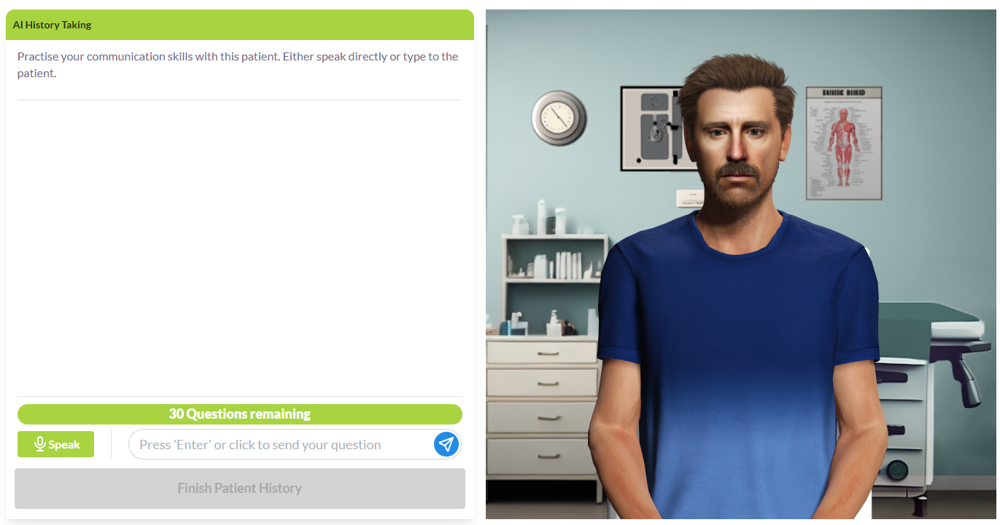 AI History Taking
Practise your communication skills with this patient. Either speak directly or type to the
patient.
30 Questions remaining
Speak
Press 'Enter' or click to send your question
Finish Patient History